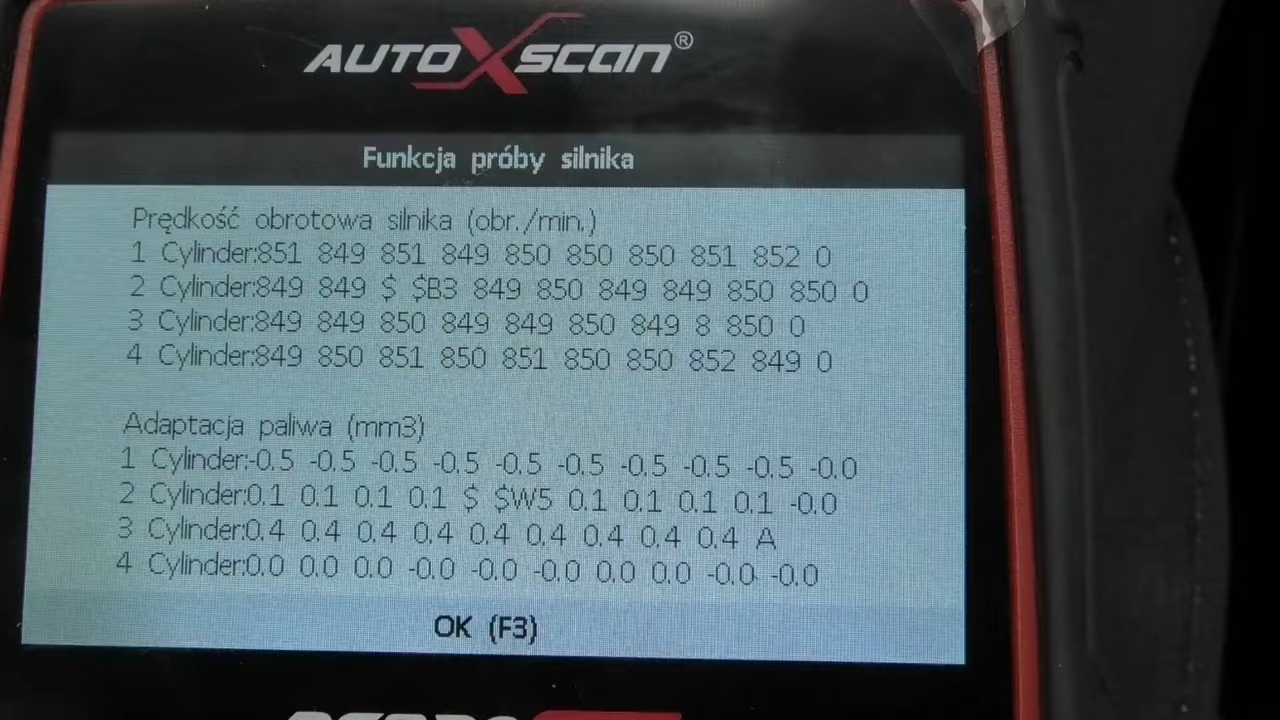 AUTOXSCAN®
Funkcja próby silnika
Prędkość obrotowa silnika (obr./min.)
1 Cylinder:851 849 851 849 850 850 850 851 852 0
2 Cylinder:849 849 $ $B3 849 850 849 849 850 850 0
3 Cylinder:849 849 850 849 849 850 849 8 850 0
4 Cylinder:849 850 851 850 851 850 850 852 849 0
Adaptacja paliwa (mm3)
1 Cylinder:-0.5 -0.5 -0.5 -0.5 -0.5 -0.5 -0.5 -0.5 -0.5 -0.0
2 Cylinder:0.1 0.1 0.1 0.1 $ $W5 0.1 0.1 0.1 0.1 -0.0
3 Cylinder:0.4 0.4 0.4 0.4 0.4 0.4 0.4 0.4 0.4 A
4 Cylinder:0.0 0.0 0.0 -0.0 -0.0 -0.0 0.0 0.0 -0.0 -0.0
OK (F3)